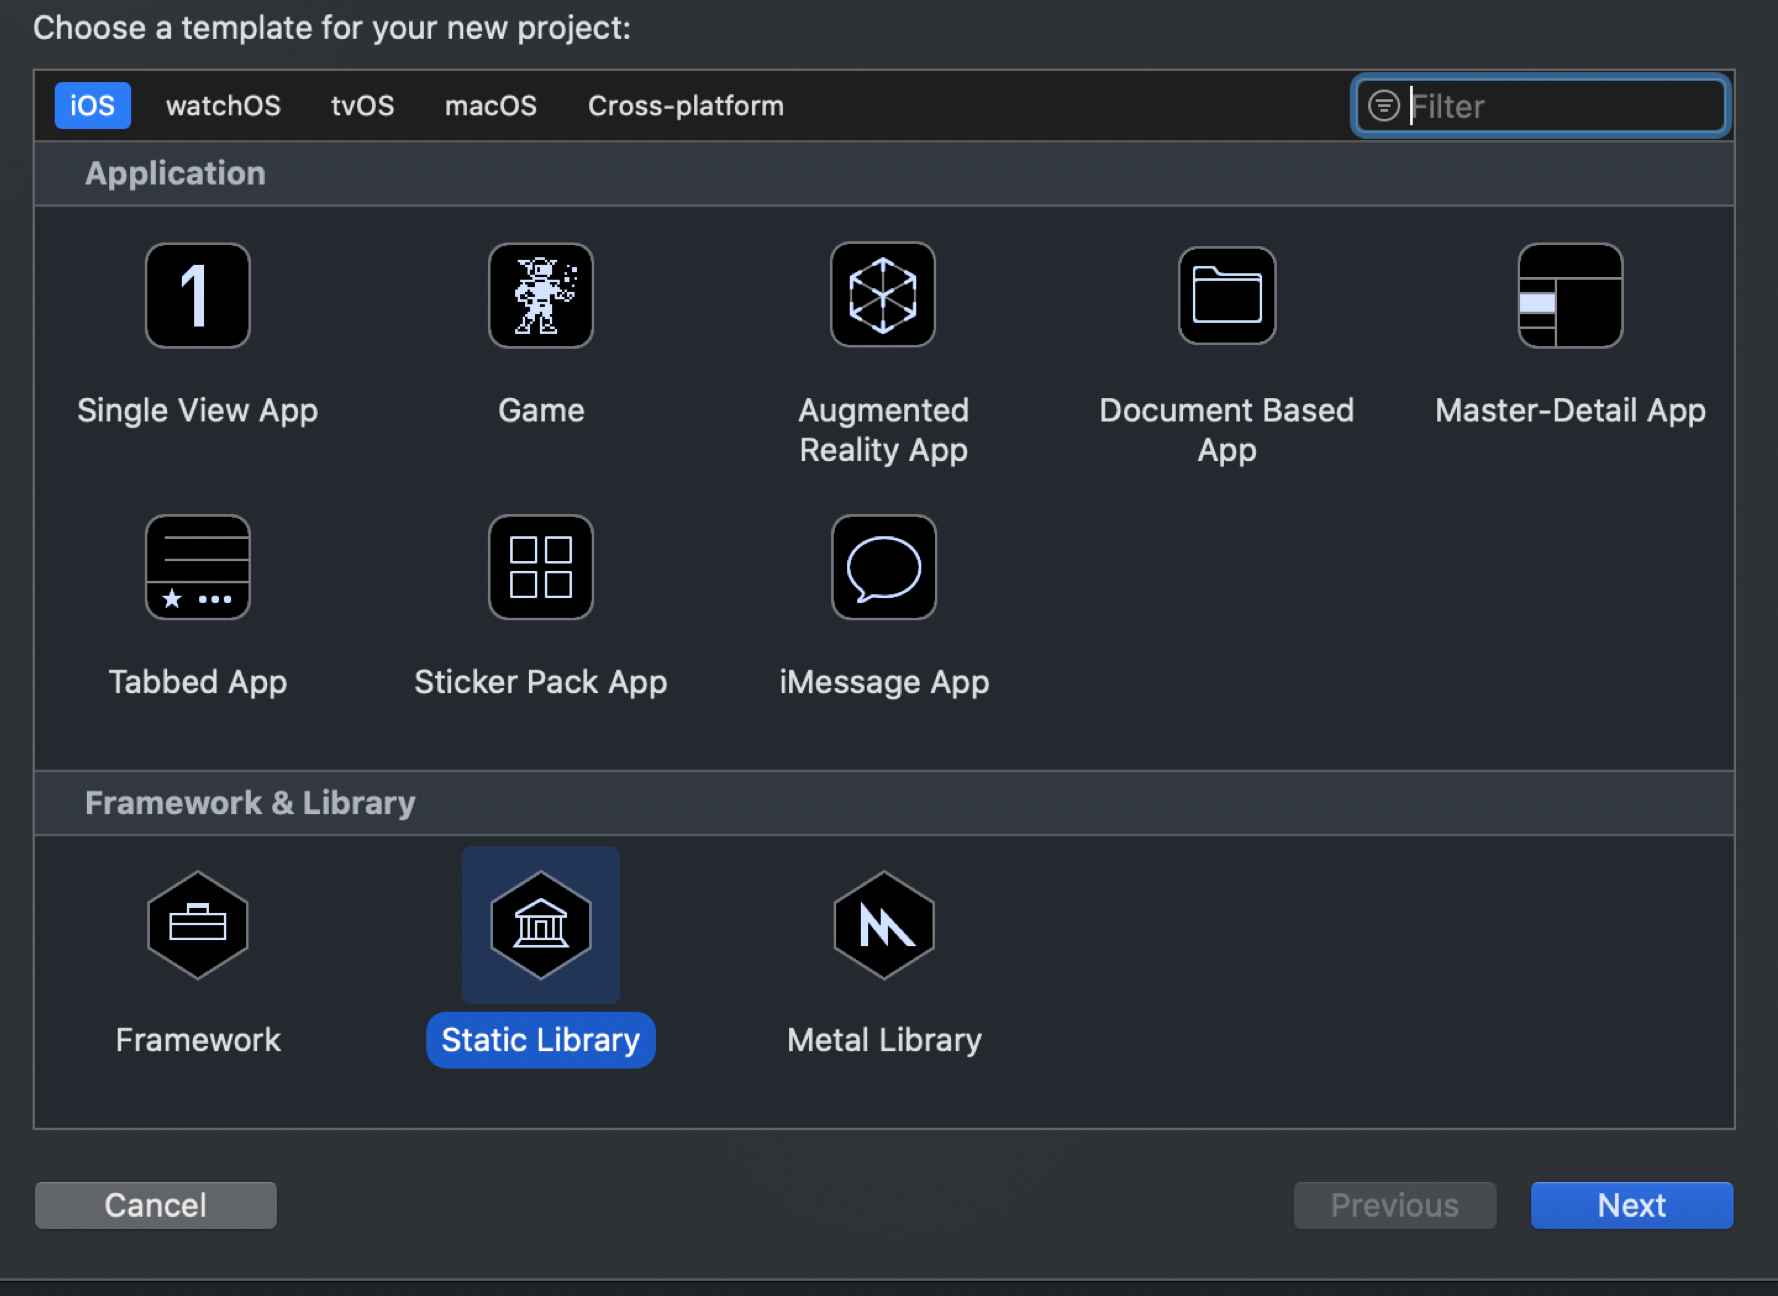 Choose a template for your new project:
iOS watchOS tvOS macOS Cross-platform Filter
Application
1
Single View App Game Augmented Reality App Document Based App Master-Detail App
Tabbed App Sticker Pack App iMessage App
Framework & Library
Framework Static Library Metal Library
Cancel Previous Next